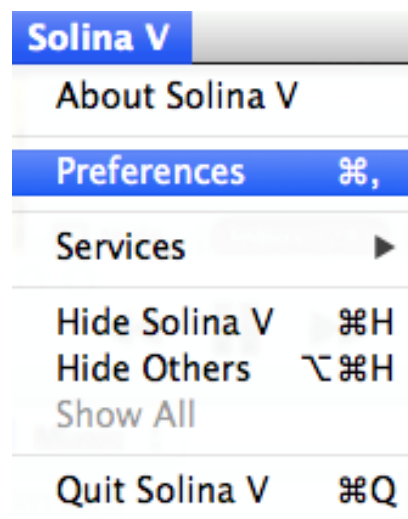 Solina V
About Solina V
Preferences ⌘,
Services ▶
Hide Solina V ⌘H
Hide Others ⌥⌘H
Show All
Quit Solina V ⌘Q